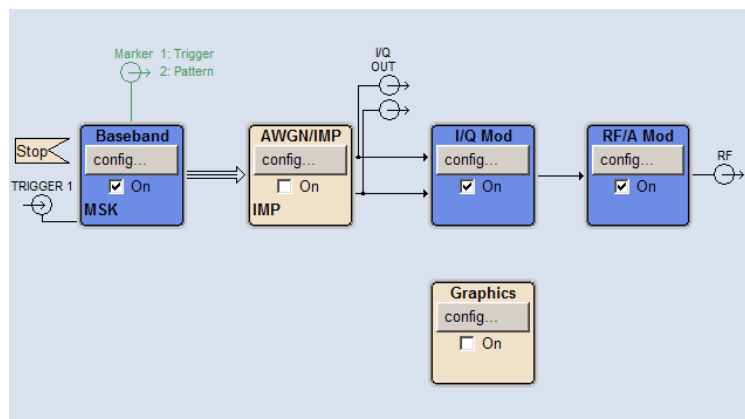 Marker 1: Trigger
2: Pattern
I/Q
OUT
Baseband
config...
On
MSK
Stop
TRIGGER 1
AWGN/IMP
config...
On
IMP
I/Q Mod
config...
On
RF/A Mod
config...
On
RF
Graphics
config...
On